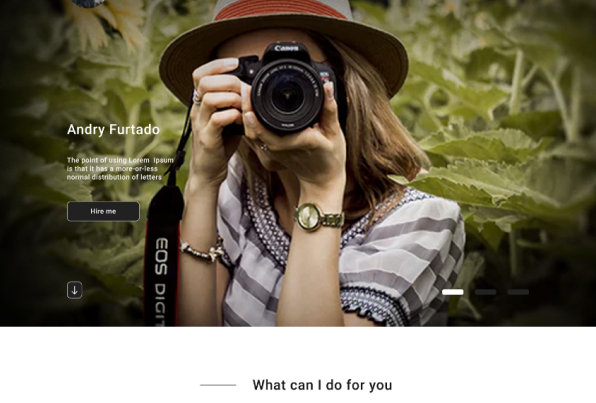 Canon
Andry Furtado
The point of using Lorem Ipsum
is that it has a more-or-less
normal distribution of letters
Hire me
EOS DIGIT
What can I do for you